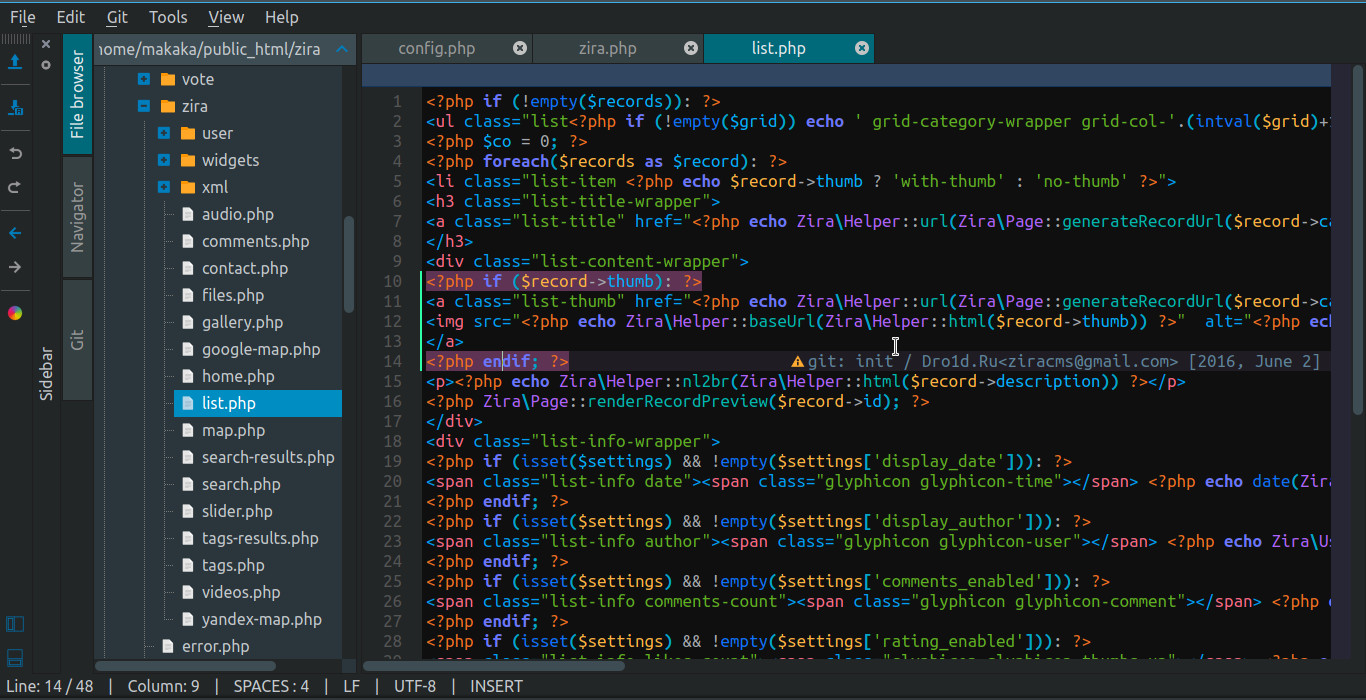 File Edit Git Tools View Help
Sidebar
File browser
Navigator
Git
home/makaka/public_html/zira
vote
zira
user
widgets
xml
audio.php
comments.php
contact.php
files.php
gallery.php
google-map.php
home.php
list.php
map.php
search-results.php
search.php
slider.php
tags-results.php
tags.php
videos.php
yandex-map.php
error.php
config.php zira.php list.php
1 <?php if (!empty($records)): ?>
2 <ul class="list<?php if (!empty($grid)) echo ' grid-category-wrapper grid-col-'.(intval($grid)+
3 <?php $co = 0; ?>
4 <?php foreach($records as $record): ?>
5 <li class="list-item <?php echo $record->thumb ? 'with-thumb' : 'no-thumb' ?>">
6 <h3 class="list-title-wrapper">
7 <a class="list-title" href="<?php echo Zira\Helper::url(Zira\Page::generateRecordUrl($record->ca
8 </h3>
9 <div class="list-content-wrapper">
10 <?php if ($record->thumb): ?>
11 <a class="list-thumb" href="<?php echo Zira\Helper::url(Zira\Page::generateRecordUrl($record->ca
12 <img src="<?php echo Zira\Helper::baseUrl(Zira\Helper::html($record->thumb)) ?>" alt="<?php ec
13 </a>
14 <?php endif; ?> git: init / Dro1d.Ru<ziracms@gmail.com> [2016, June 2]
15 <p><?php echo Zira\Helper::nl2br(Zira\Helper::html($record->description)) ?></p>
16 <?php Zira\Page::renderRecordPreview($record->id); ?>
17 </div>
18 <div class="list-info-wrapper">
19 <?php if (isset($settings) && !empty($settings['display_date'])): ?>
20 <span class="list-info date"><span class="glyphicon glyphicon-time"></span> <?php echo date(Zira
21 <?php endif; ?>
22 <?php if (isset($settings) && !empty($settings['display_author'])): ?>
23 <span class="list-info author"><span class="glyphicon glyphicon-user"></span> <?php echo Zira\Us
24 <?php endif; ?>
25 <?php if (isset($settings) && !empty($settings['comments_enabled'])): ?>
26 <span class="list-info comments-count"><span class="glyphicon glyphicon-comment"></span> <?php
27 <?php endif; ?>
28 <?php if (isset($settings) && !empty($settings['rating_enabled'])): ?>
Line: 14 / 48 | Column: 9 | SPACES : 4 | LF | UTF-8 | INSERT